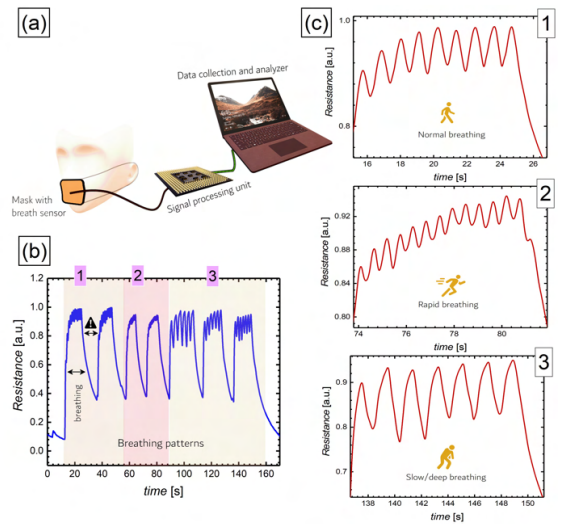 (a)
Data collection and analyzer
Mask with
breath sensor
Signal processing unit
(b)
1
2
3
1.2
1.0
0.8
0.6
0.4
0.2
0.0
Resistance [a.u.]
breathing
Breathing patterns
0 20 40 60 80 100 120 140 160
time [s]
(c)
1
1.0
0.8
Resistance [a.u.]
Normal breathing
16 18 20 22 24 26
time [s]
2
0.92
0.88
0.84
0.80
Resistance [a.u.]
Rapid breathing
74 76 78 80 82
time [s]
3
0.9
0.8
0.7
Resistance [a.u.]
Slow/deep breathing
138 140 142 144 146 148 150
time [s]